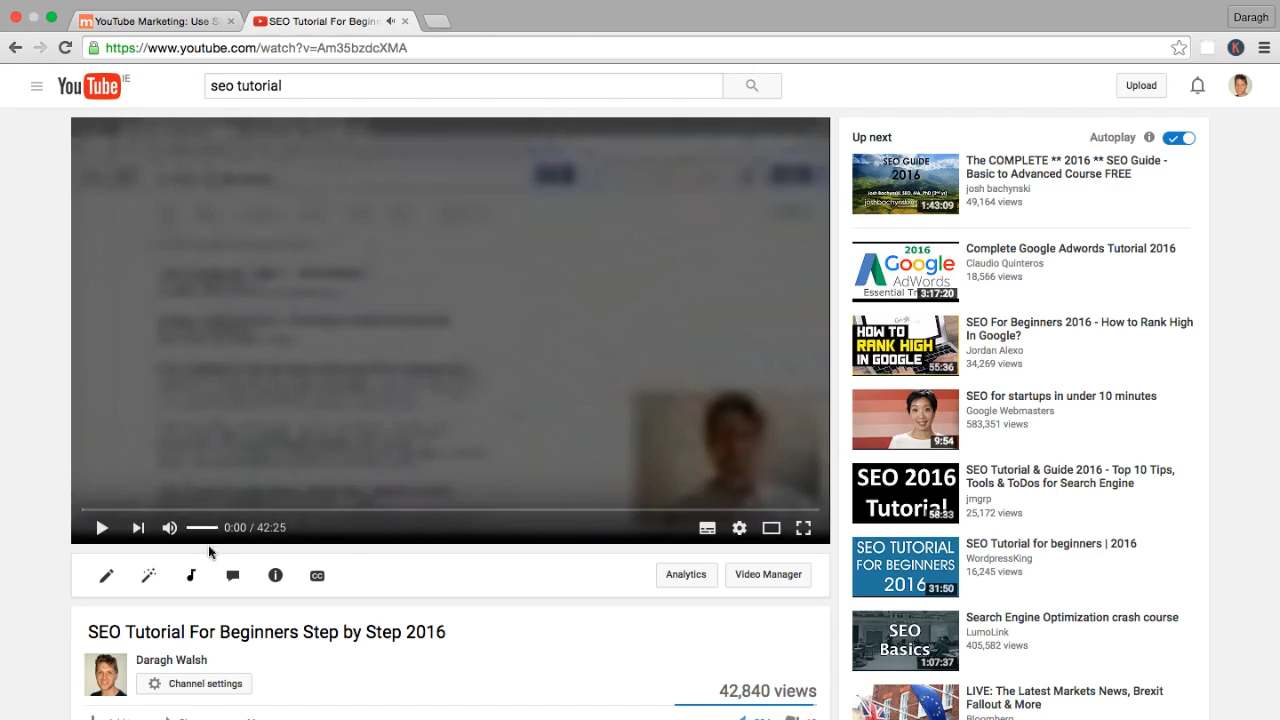 YouTube Marketing: Use S
SEO Tutorial For Beginn
Daragh
https://www.youtube.com/watch?v=Am35bzdcXMA
YouTube IE
seo tutorial
Upload
Up next
Autoplay
SEO GUIDE
2016
1:43:09
The COMPLETE ** 2016 ** SEO Guide -
Basic to Advanced Course FREE
josh bachynski
49,164 views
2016
Google
AdWords
Essential Tr
3:17:20
Complete Google Adwords Tutorial 2016
Claudio Quinteros
18,566 views
HOW TO
RANK HIGH
IN GOOGLE
55:36
SEO For Beginners 2016 - How to Rank High
In Google?
Jordan Alexo
34,269 views
9:54
SEO for startups in under 10 minutes
Google Webmasters
583,351 views
SEO 2016
Tutorial
58:33
SEO Tutorial & Guide 2016 - Top 10 Tips,
Tools & ToDos for Search Engine
jmgrp
25,172 views
0:00 / 42:25
SEO TUTORIAL
FOR BEGINNERS
2016
31:50
SEO Tutorial for beginners | 2016
WordpressKing
16,245 views
CC
Analytics
Video Manager
SEO
Basics
1:07:37
Search Engine Optimization crash course
LumoLink
405,582 views
SEO Tutorial For Beginners Step by Step 2016
Daragh Walsh
Channel settings
42,840 views
LIVE: The Latest Markets News, Brexit
Fallout & More
Bloomberg